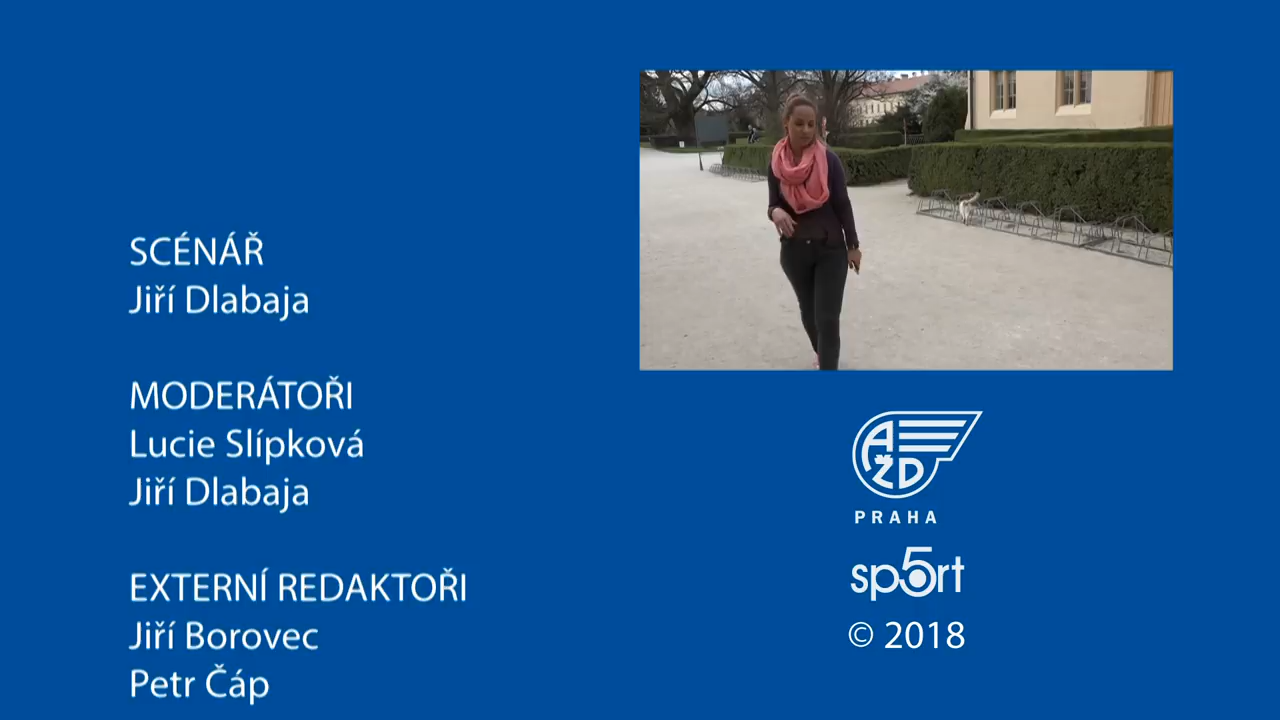 SCÉNÁŘ
Jiří Dlabaja
MODERÁTOŘI
Lucie Slípková
Jiří Dlabaja
EXTERNÍ REDAKTOŘI
Jiří Borovec
Petr Čáp
AŽD
PRAHA
sp5rt
© 2018